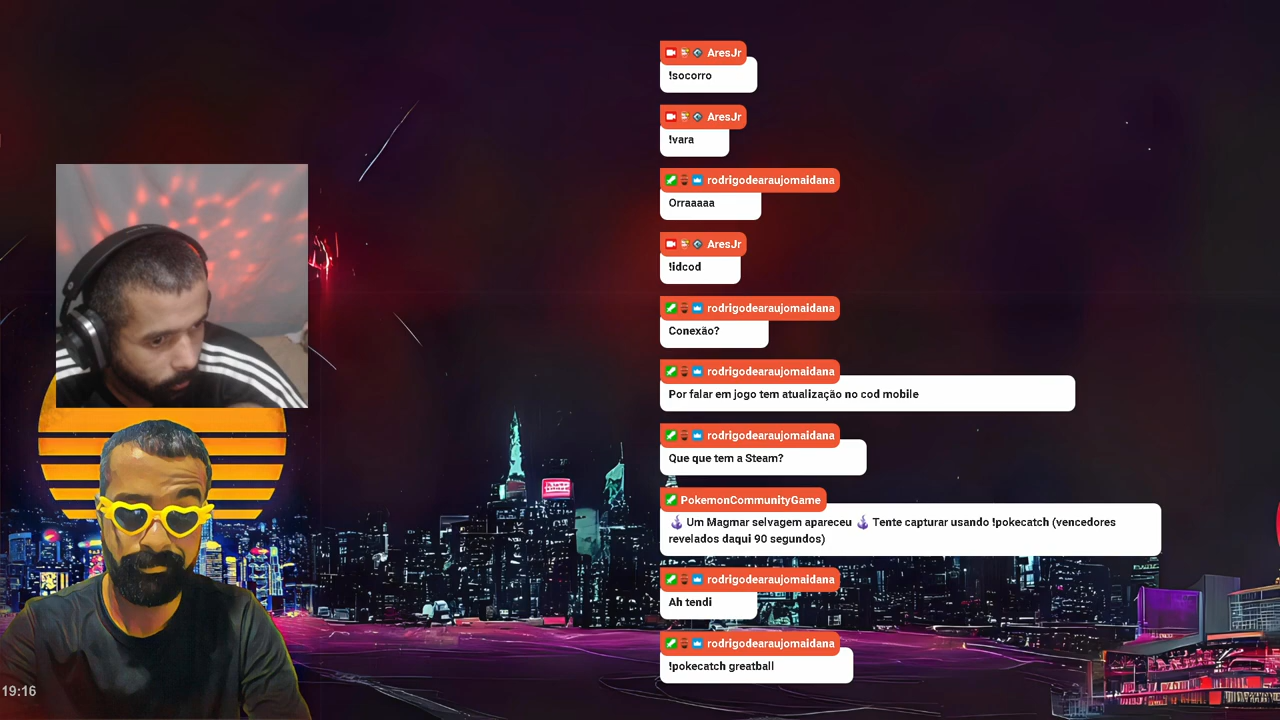 AresJr
!socorro
AresJr
!vara
rodrigodearaujomaidana
Orraaaaa
AresJr
!idcod
rodrigodearaujomaidana
Conexão?
rodrigodearaujomaidana
Por falar em jogo tem atualização no cod mobile
rodrigodearaujomaidana
Que que tem a Steam?
PokemonCommunityGame
Um Magmar selvagem apareceu Tente capturar usando !pokecatch (vencedores
revelados daqui 90 segundos)
rodrigodearaujomaidana
Ah tendi
rodrigodearaujomaidana
!pokecatch greatball
19:16